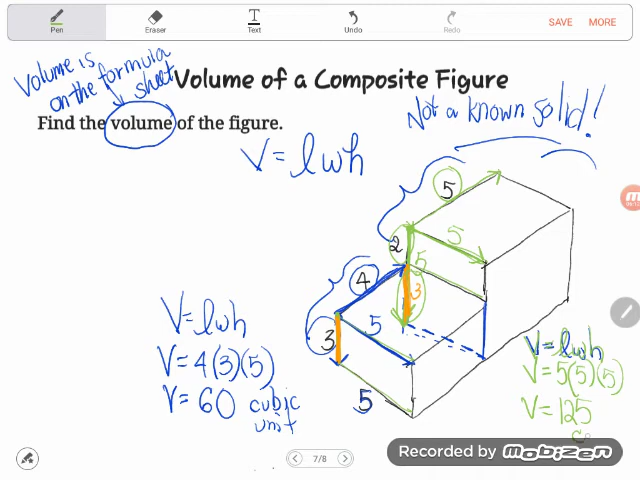 Pen
Eraser
Text
Undo
Redo
SAVE
MORE
Volume is
on the formula
sheet
Volume of a Composite Figure
Find the volume of the figure.
Not a known solid!
V = lwh
5
2
5
5
4
3
3
5
5
V = lwh
V = 4(3)(5)
V = 60 cubic
unit
V = lwh
V = 5(5)(5)
V = 125
c
7/8
Recorded by mobizen